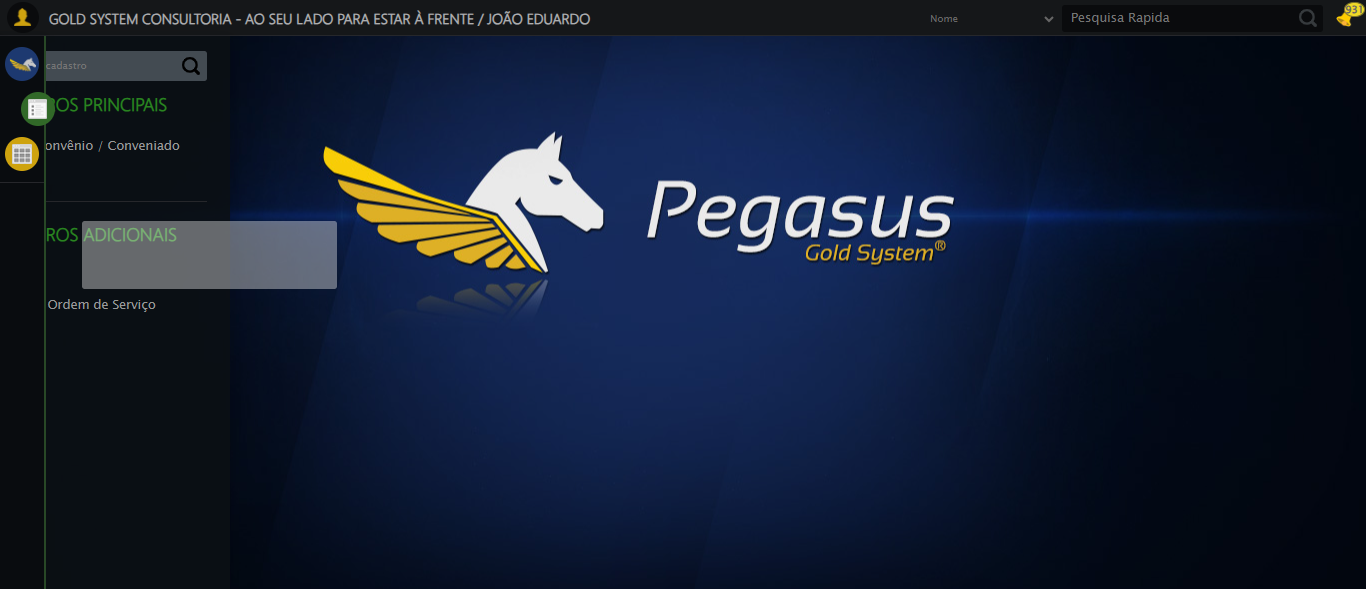 GOLD SYSTEM CONSULTORIA - AO SEU LADO PARA ESTAR À FRENTE / JOÃO EDUARDO
Nome
Pesquisa Rapida
931
cadastro
OS PRINCIPAIS
onvênio / Conveniado
ROS ADICIONAIS
Ordem de Serviço
Pegasus
Gold System®